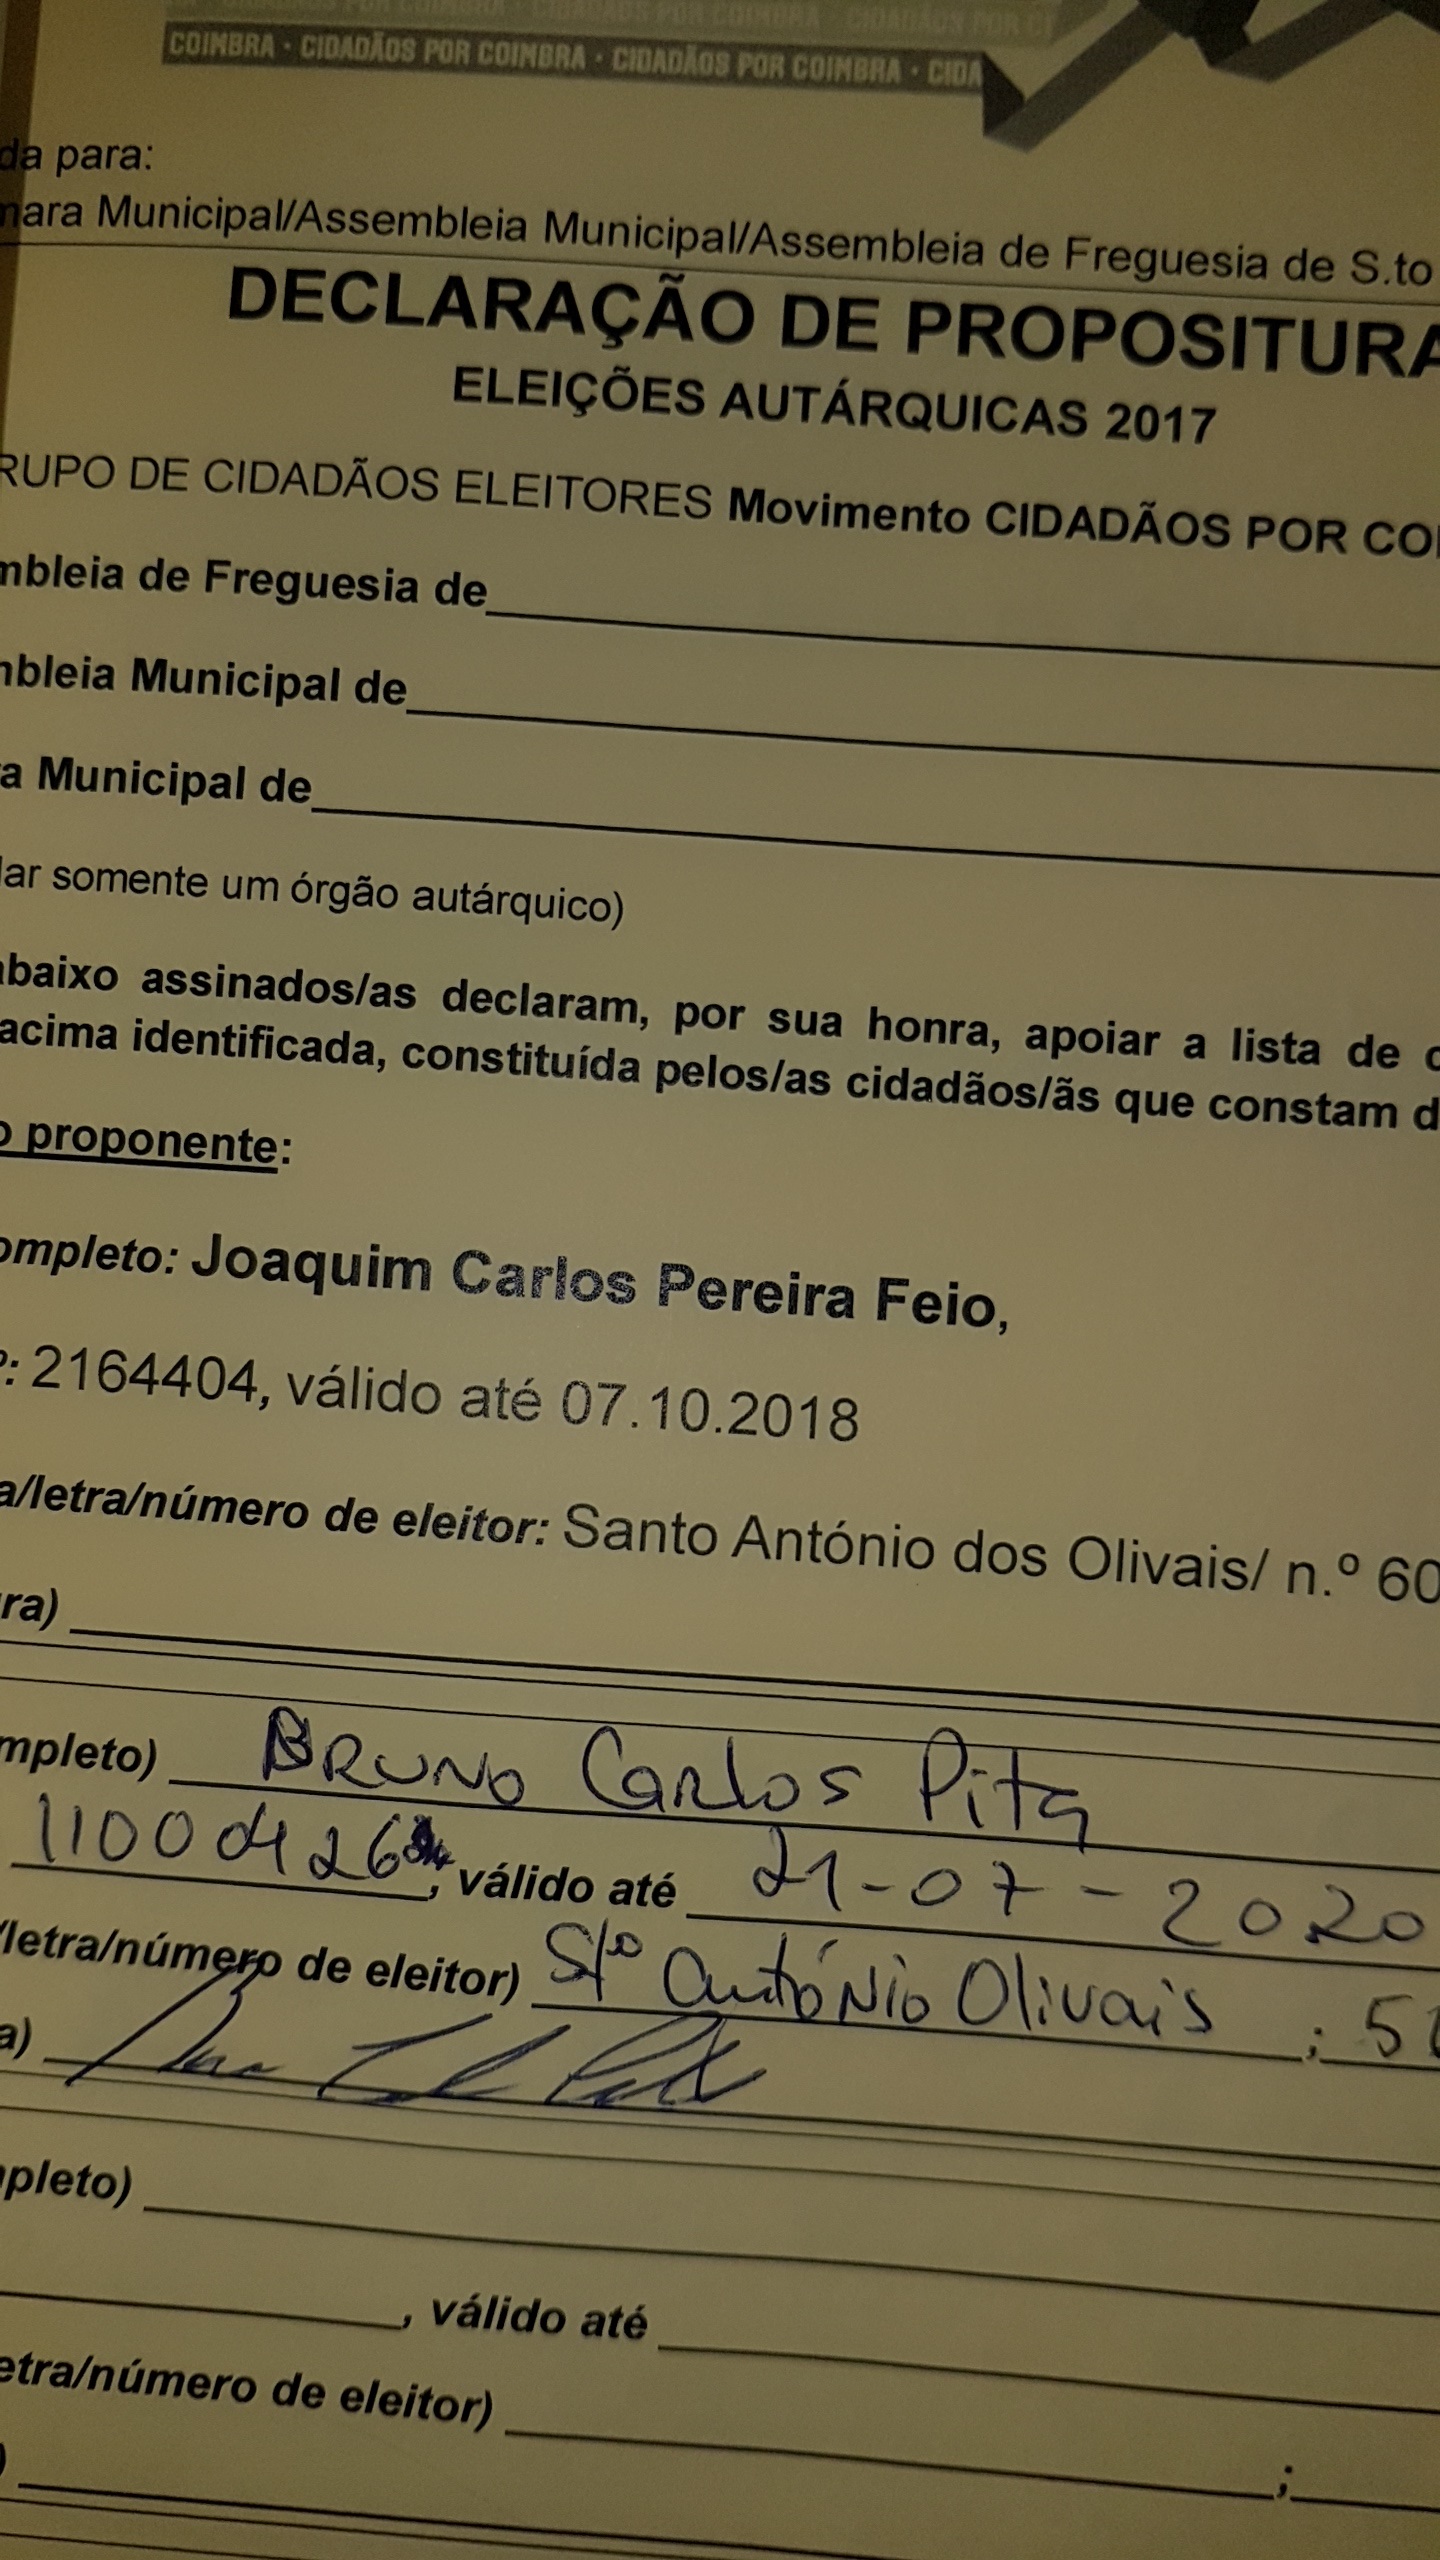 COIMBRA • CIDADÃOS POR COIMBRA • CIDADÃOS POR COIMBRA • CIDA
da para:
mara Municipal/Assembleia Municipal/Assembleia de Freguesia de S.to
DECLARAÇÃO DE PROPOSITURA
ELEIÇÕES AUTÁRQUICAS 2017
RUPO DE CIDADÃOS ELEITORES Movimento CIDADÃOS POR CO
mbleia de Freguesia de
mbleia Municipal de
a Municipal de
lar somente um órgão autárquico)
abaixo assinados/as declaram, por sua honra, apoiar a lista de c
acima identificada, constituída pelos/as cidadãos/ãs que constam d
o proponente:
ompleto: Joaquim Carlos Pereira Feio,
º: 2164404, válido até 07.10.2018
a/letra/número de eleitor: Santo António dos Olivais/ n.º 60
ra)
mpleto) BRUNO Carlos Pita
1100426, válido até 21-07-2020
/letra/número de eleitor) Sto António Olivais ; 5
a)
pleto)
, válido até
etra/número de eleitor) ;
)